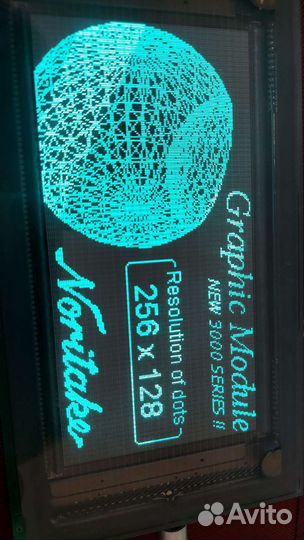 Graphic Module
NEW 3000 SERIES !!
Resolution of dots
256 x 128
Noritake
Avito